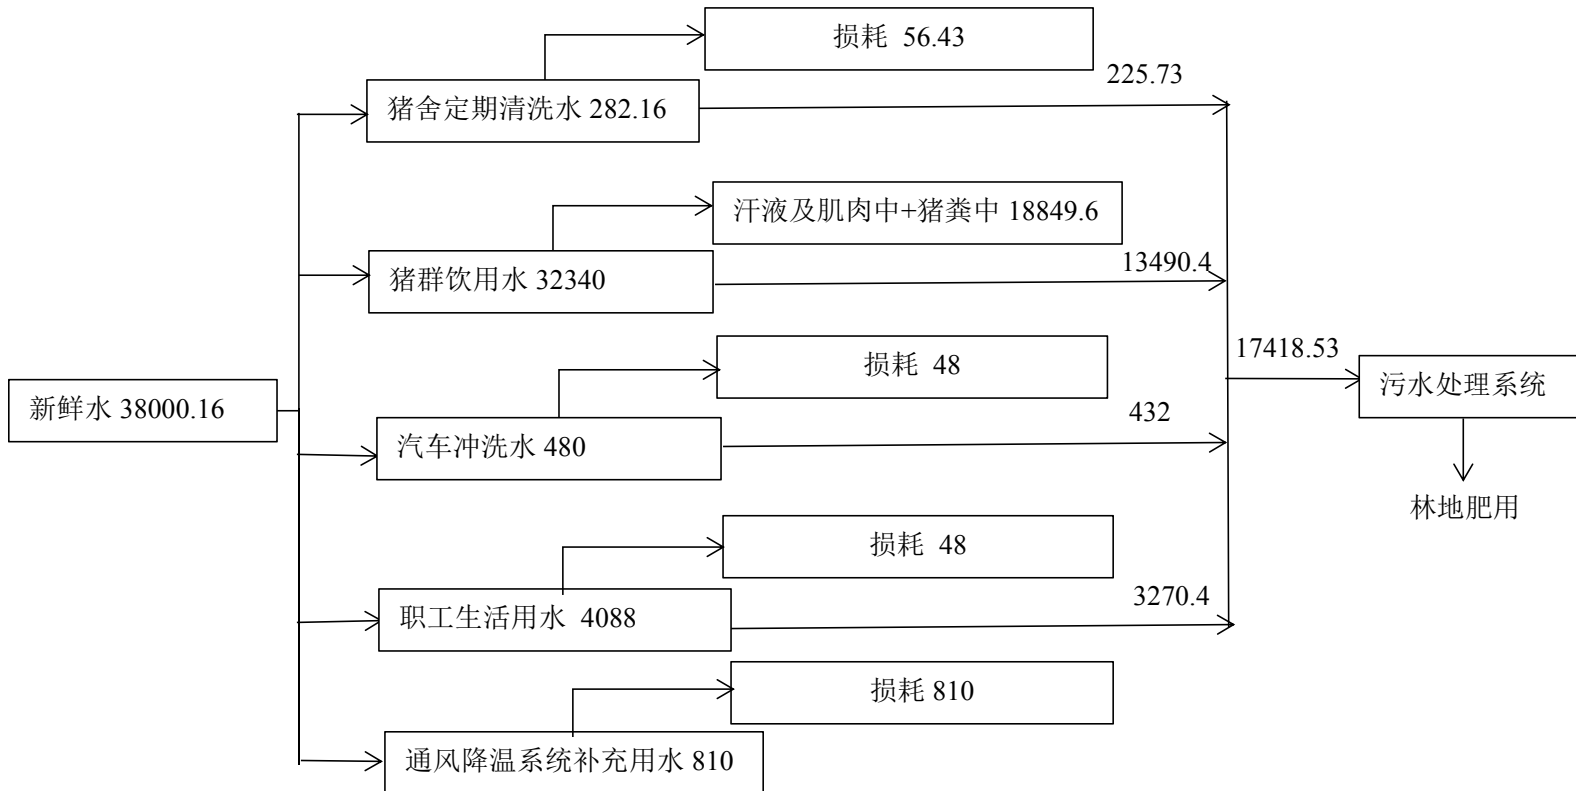 损耗 56.43
225.73
猪舍定期清洗水 282.16
汗液及肌肉中+猪粪中 18849.6
13490.4
猪群饮用水 32340
17418.53
损耗 48
污水处理系统
新鲜水 38000.16
432
汽车冲洗水 480
林地肥用
损耗 48
3270.4
职工生活用水 4088
损耗 810
通风降温系统补充用水 810